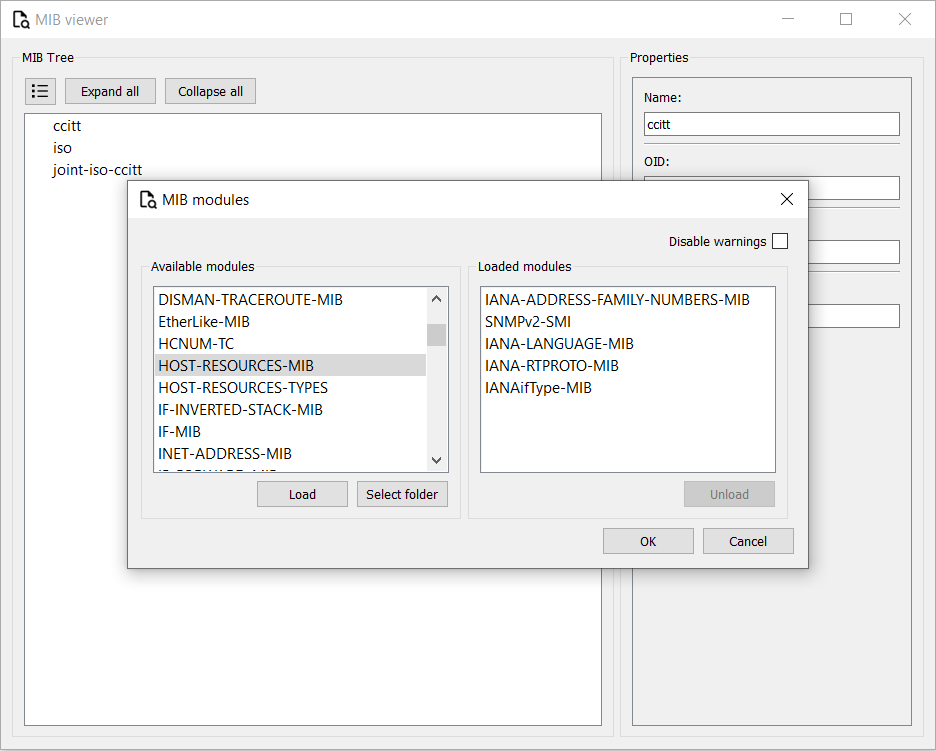 MIB viewer
MIB Tree
Expand all
Collapse all
ccitt
iso
joint-iso-ccitt
Properties
Name:
ccitt
OID:
MIB modules
Disable warnings
Available modules
DISMAN-TRACEROUTE-MIB
EtherLike-MIB
HCNUM-TC
HOST-RESOURCES-MIB
HOST-RESOURCES-TYPES
IF-INVERTED-STACK-MIB
IF-MIB
INET-ADDRESS-MIB
Load
Select folder
Loaded modules
IANA-ADDRESS-FAMILY-NUMBERS-MIB
SNMPv2-SMI
IANA-LANGUAGE-MIB
IANA-RTPROTO-MIB
IANAifType-MIB
Unload
OK
Cancel